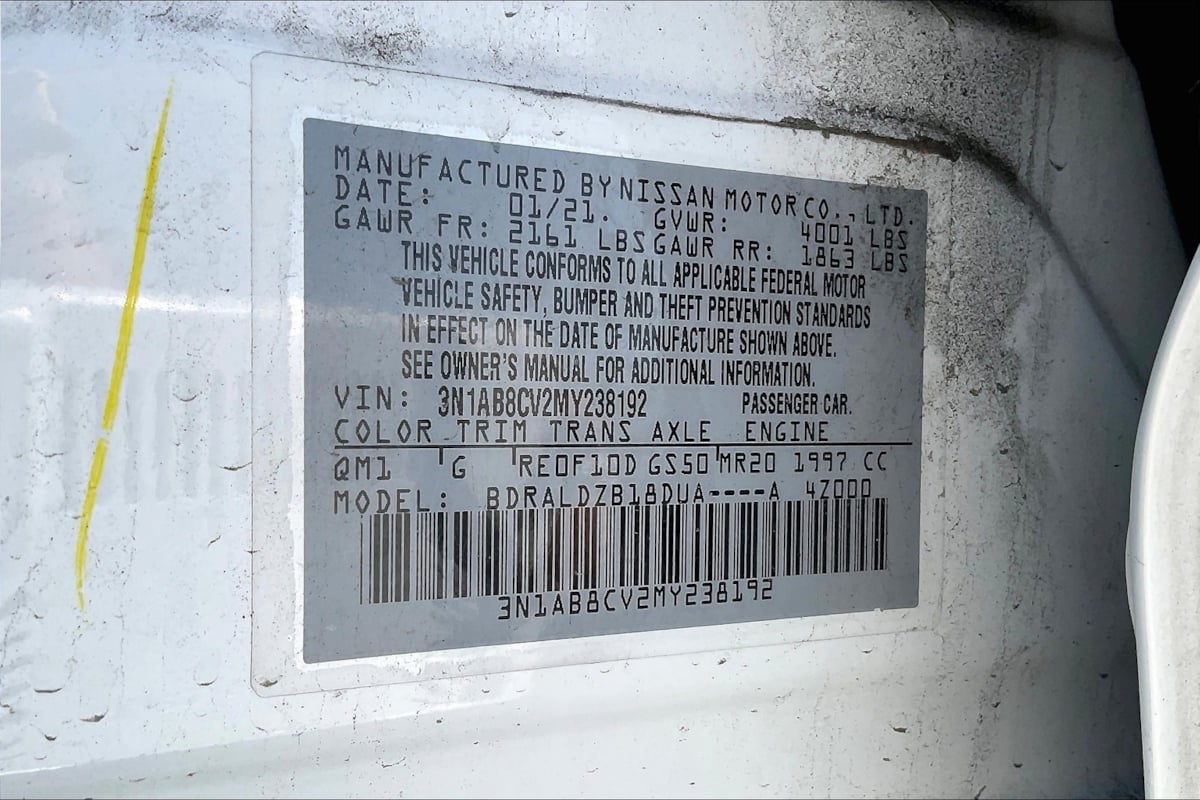 MANUFACTURED BY NISSAN MOTOR CO., LTD.
DATE: 01/21. GVWR: 4001 LBS
GAWR FR: 2161 LBS GAWR RR: 1863 LBS
THIS VEHICLE CONFORMS TO ALL APPLICABLE FEDERAL MOTOR
VEHICLE SAFETY, BUMPER AND THEFT PREVENTION STANDARDS
IN EFFECT ON THE DATE OF MANUFACTURE SHOWN ABOVE.
SEE OWNER'S MANUAL FOR ADDITIONAL INFORMATION.
VIN: 3N1AB8CV2MY238192 PASSENGER CAR.
COLOR TRIM TRANS AXLE ENGINE
QM1 G RE0F10D GS50 MR20 1997 CC
MODEL: BDRALDZB18DUA----A 4Z000
3N1AB8CV2MY238192